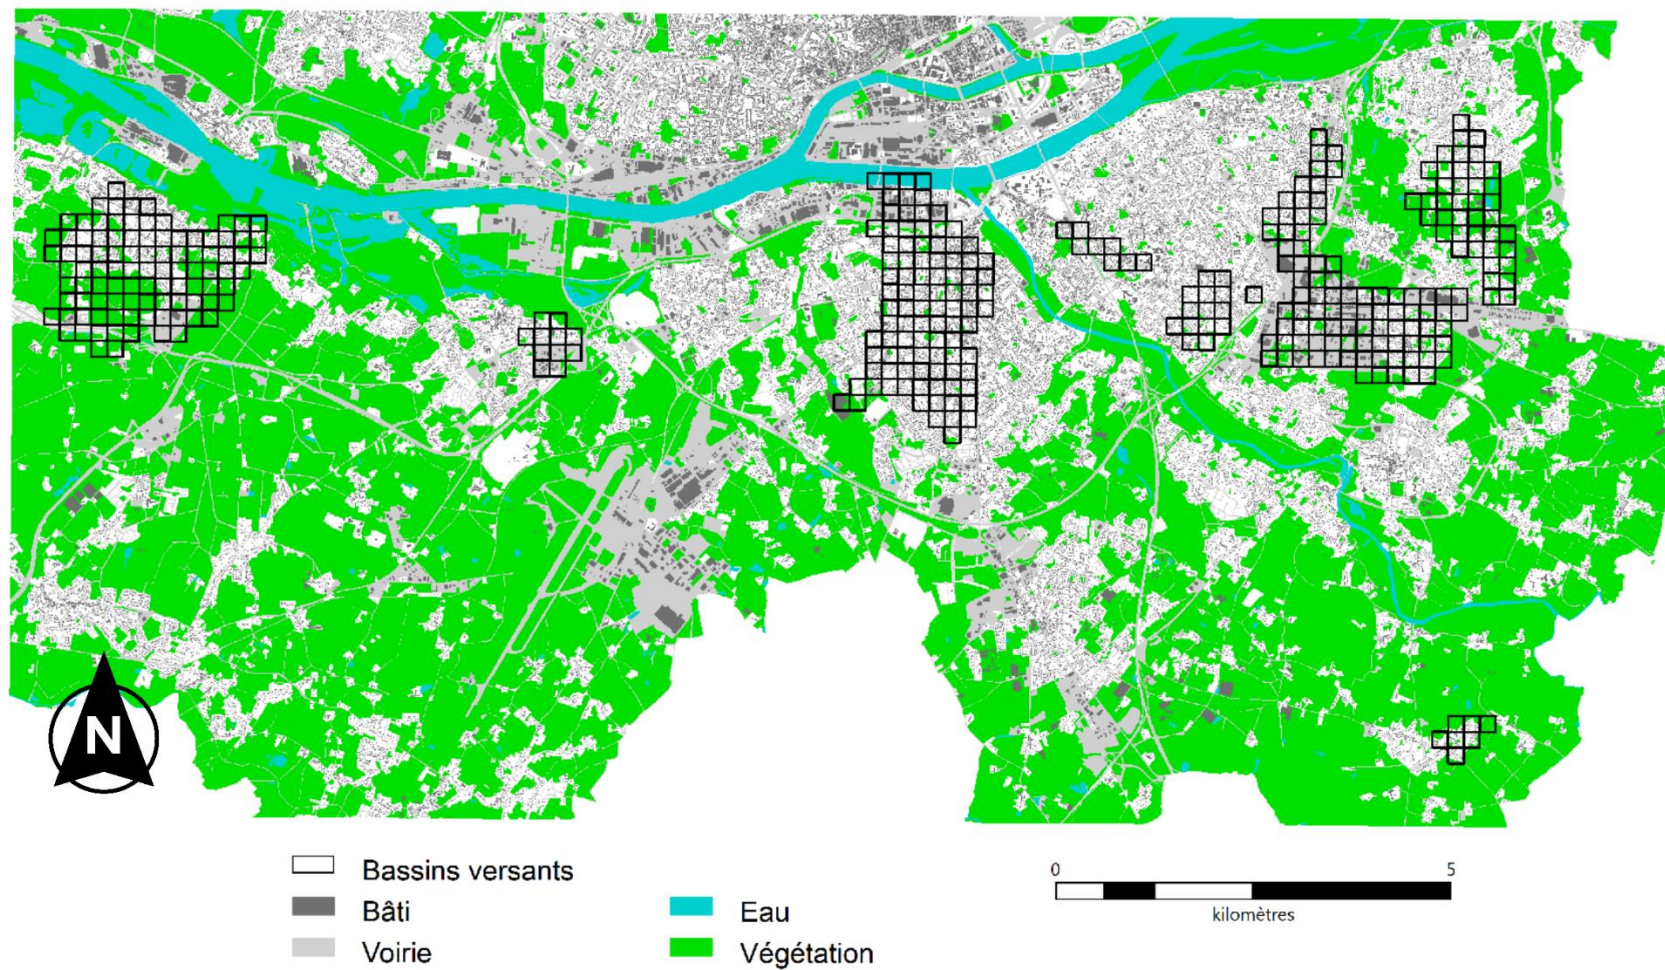 N
Bassins versants
Bâti
Voirie
Eau
Végétation
0 5
kilomètres